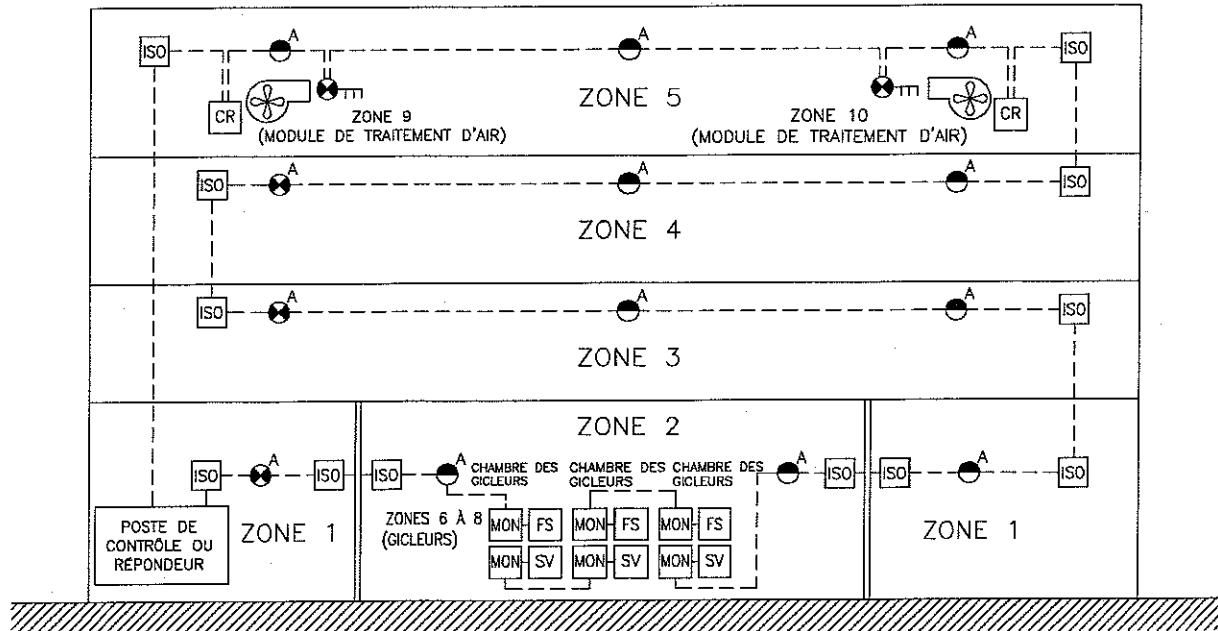 A
A
A
ISO
ISO
CR
ZONE 9
(MODULE DE TRAITEMENT D'AIR)
ZONE 5
ZONE 10
(MODULE DE TRAITEMENT D'AIR)
CR
ISO
A
A
A
ISO
ZONE 4
ISO
A
A
A
ISO
ZONE 3
ZONE 2
ISO
A
ISO
ISO
A
CHAMBRE DES GICLEURS
CHAMBRE DES GICLEURS
CHAMBRE DES GICLEURS
A
ISO
ISO
A
ISO
POSTE DE
CONTRÔLE OU
RÉPONDEUR
ZONE 1
ZONES 6 À 8
(GICLEURS)
MON FS
MON FS
MON FS
MON SV
MON SV
MON SV
ZONE 1